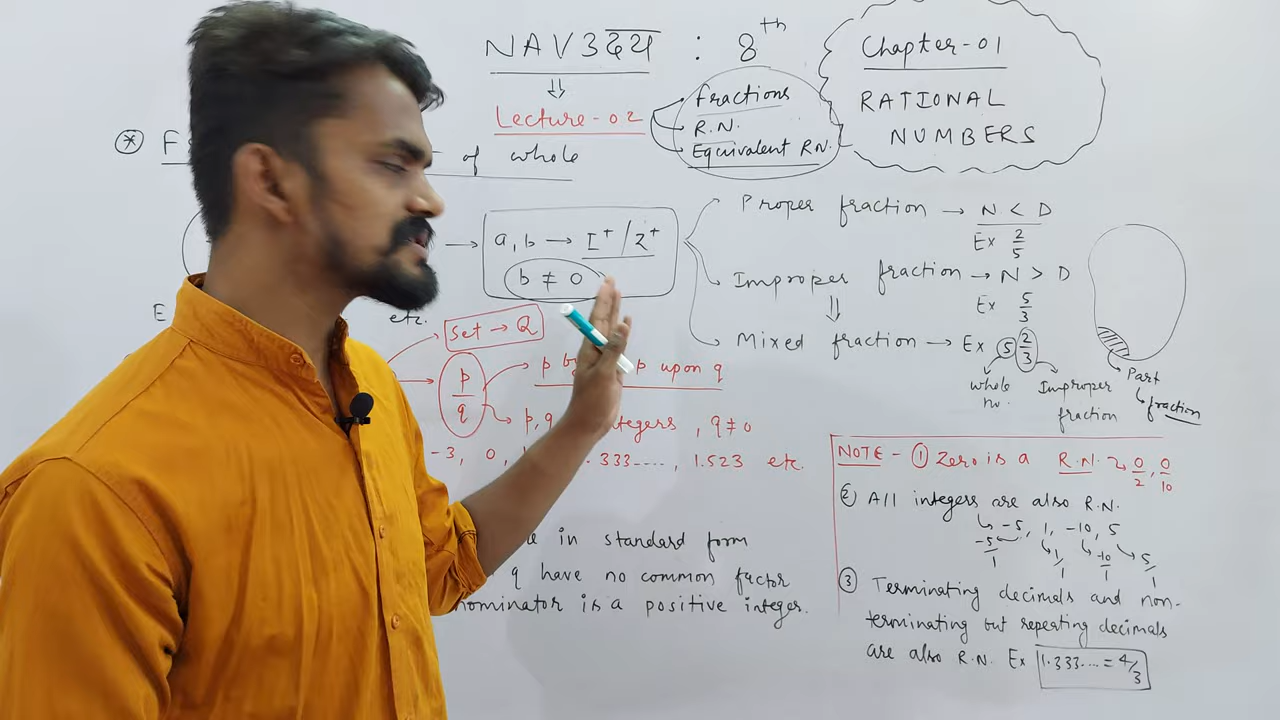 NAV3ददय : 8th
Lecture-02
Fractions
R.N.
Equivalent R.N.
Chapter-01
RATIONAL
NUMBERS
of whole
a, b → I⁺/Z⁺
b ≠ 0
Proper fraction → N < D
Ex 2/5
Improper fraction → N > D
Ex 5/3
Mixed fraction → Ex 5 2/3
whole no.
Improper fraction
Part
fraction
etc.
Set → Q
p/q
p upon q
q ≠ 0
-3, 0,
.333...., 1.523 etc.
in standard form
q have no common factor
is a positive integer.
NOTE - ① Zero is a R.N. 0/2, 0/10
② All integers are also R.N.
-5, 1, -10, 5
-5/1 1/1 -10/1 5/1
③ Terminating decimals and non-
terminating but repeating decimals
are also R.N. Ex 1.333.... = 4/3